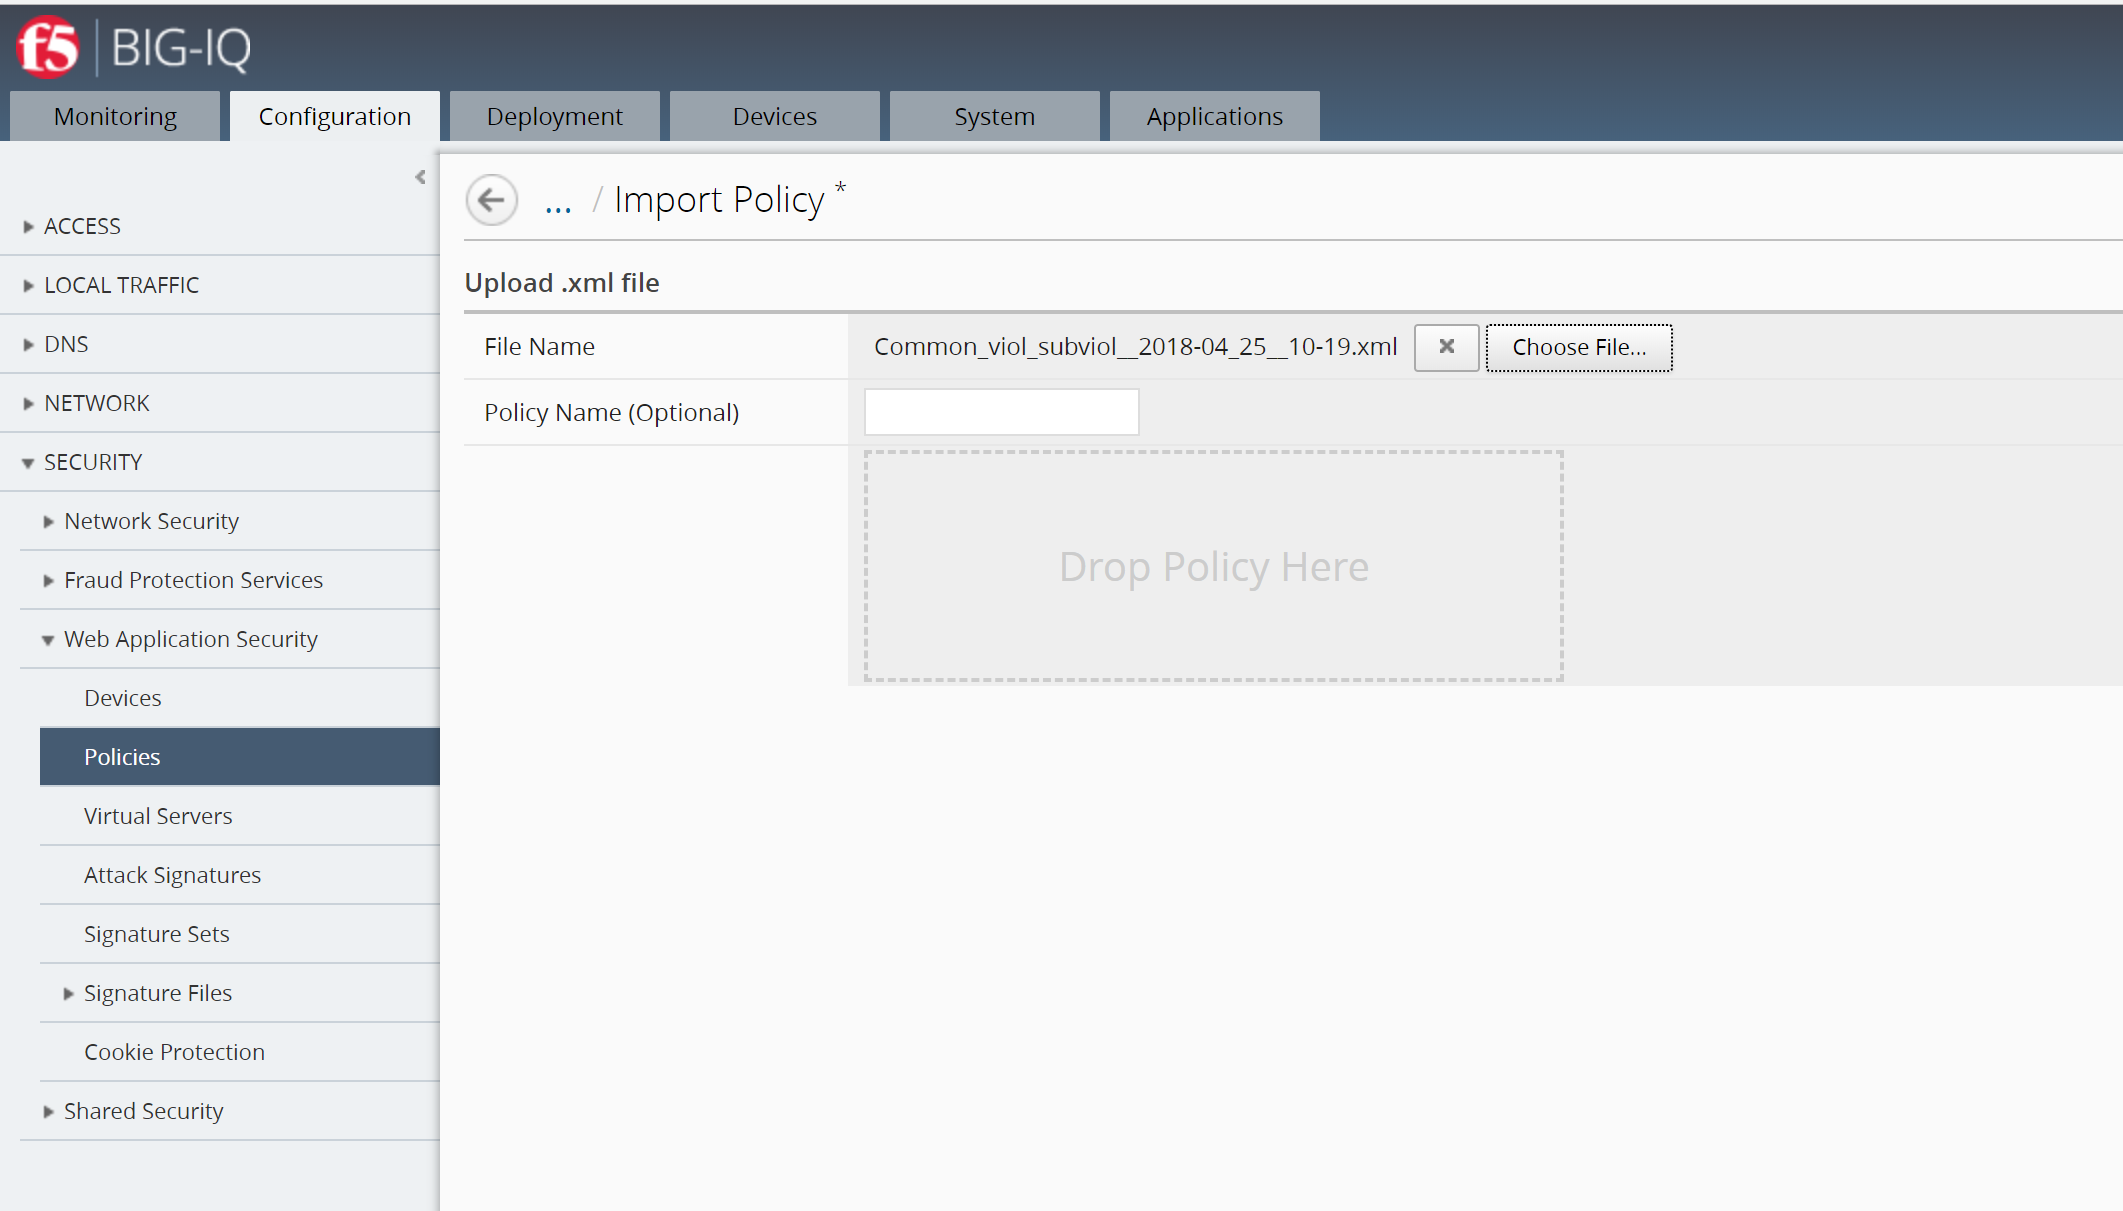 f5 BIG-IQ
Monitoring Configuration Deployment Devices System Applications
... / Import Policy *
ACCESS
LOCAL TRAFFIC
DNS
NETWORK
SECURITY
Network Security
Fraud Protection Services
Web Application Security
Devices
Policies
Virtual Servers
Attack Signatures
Signature Sets
Signature Files
Cookie Protection
Shared Security
Upload .xml file
File Name Common_viol_subviol__2018-04_25__10-19.xml Choose File...
Policy Name (Optional)
Drop Policy Here